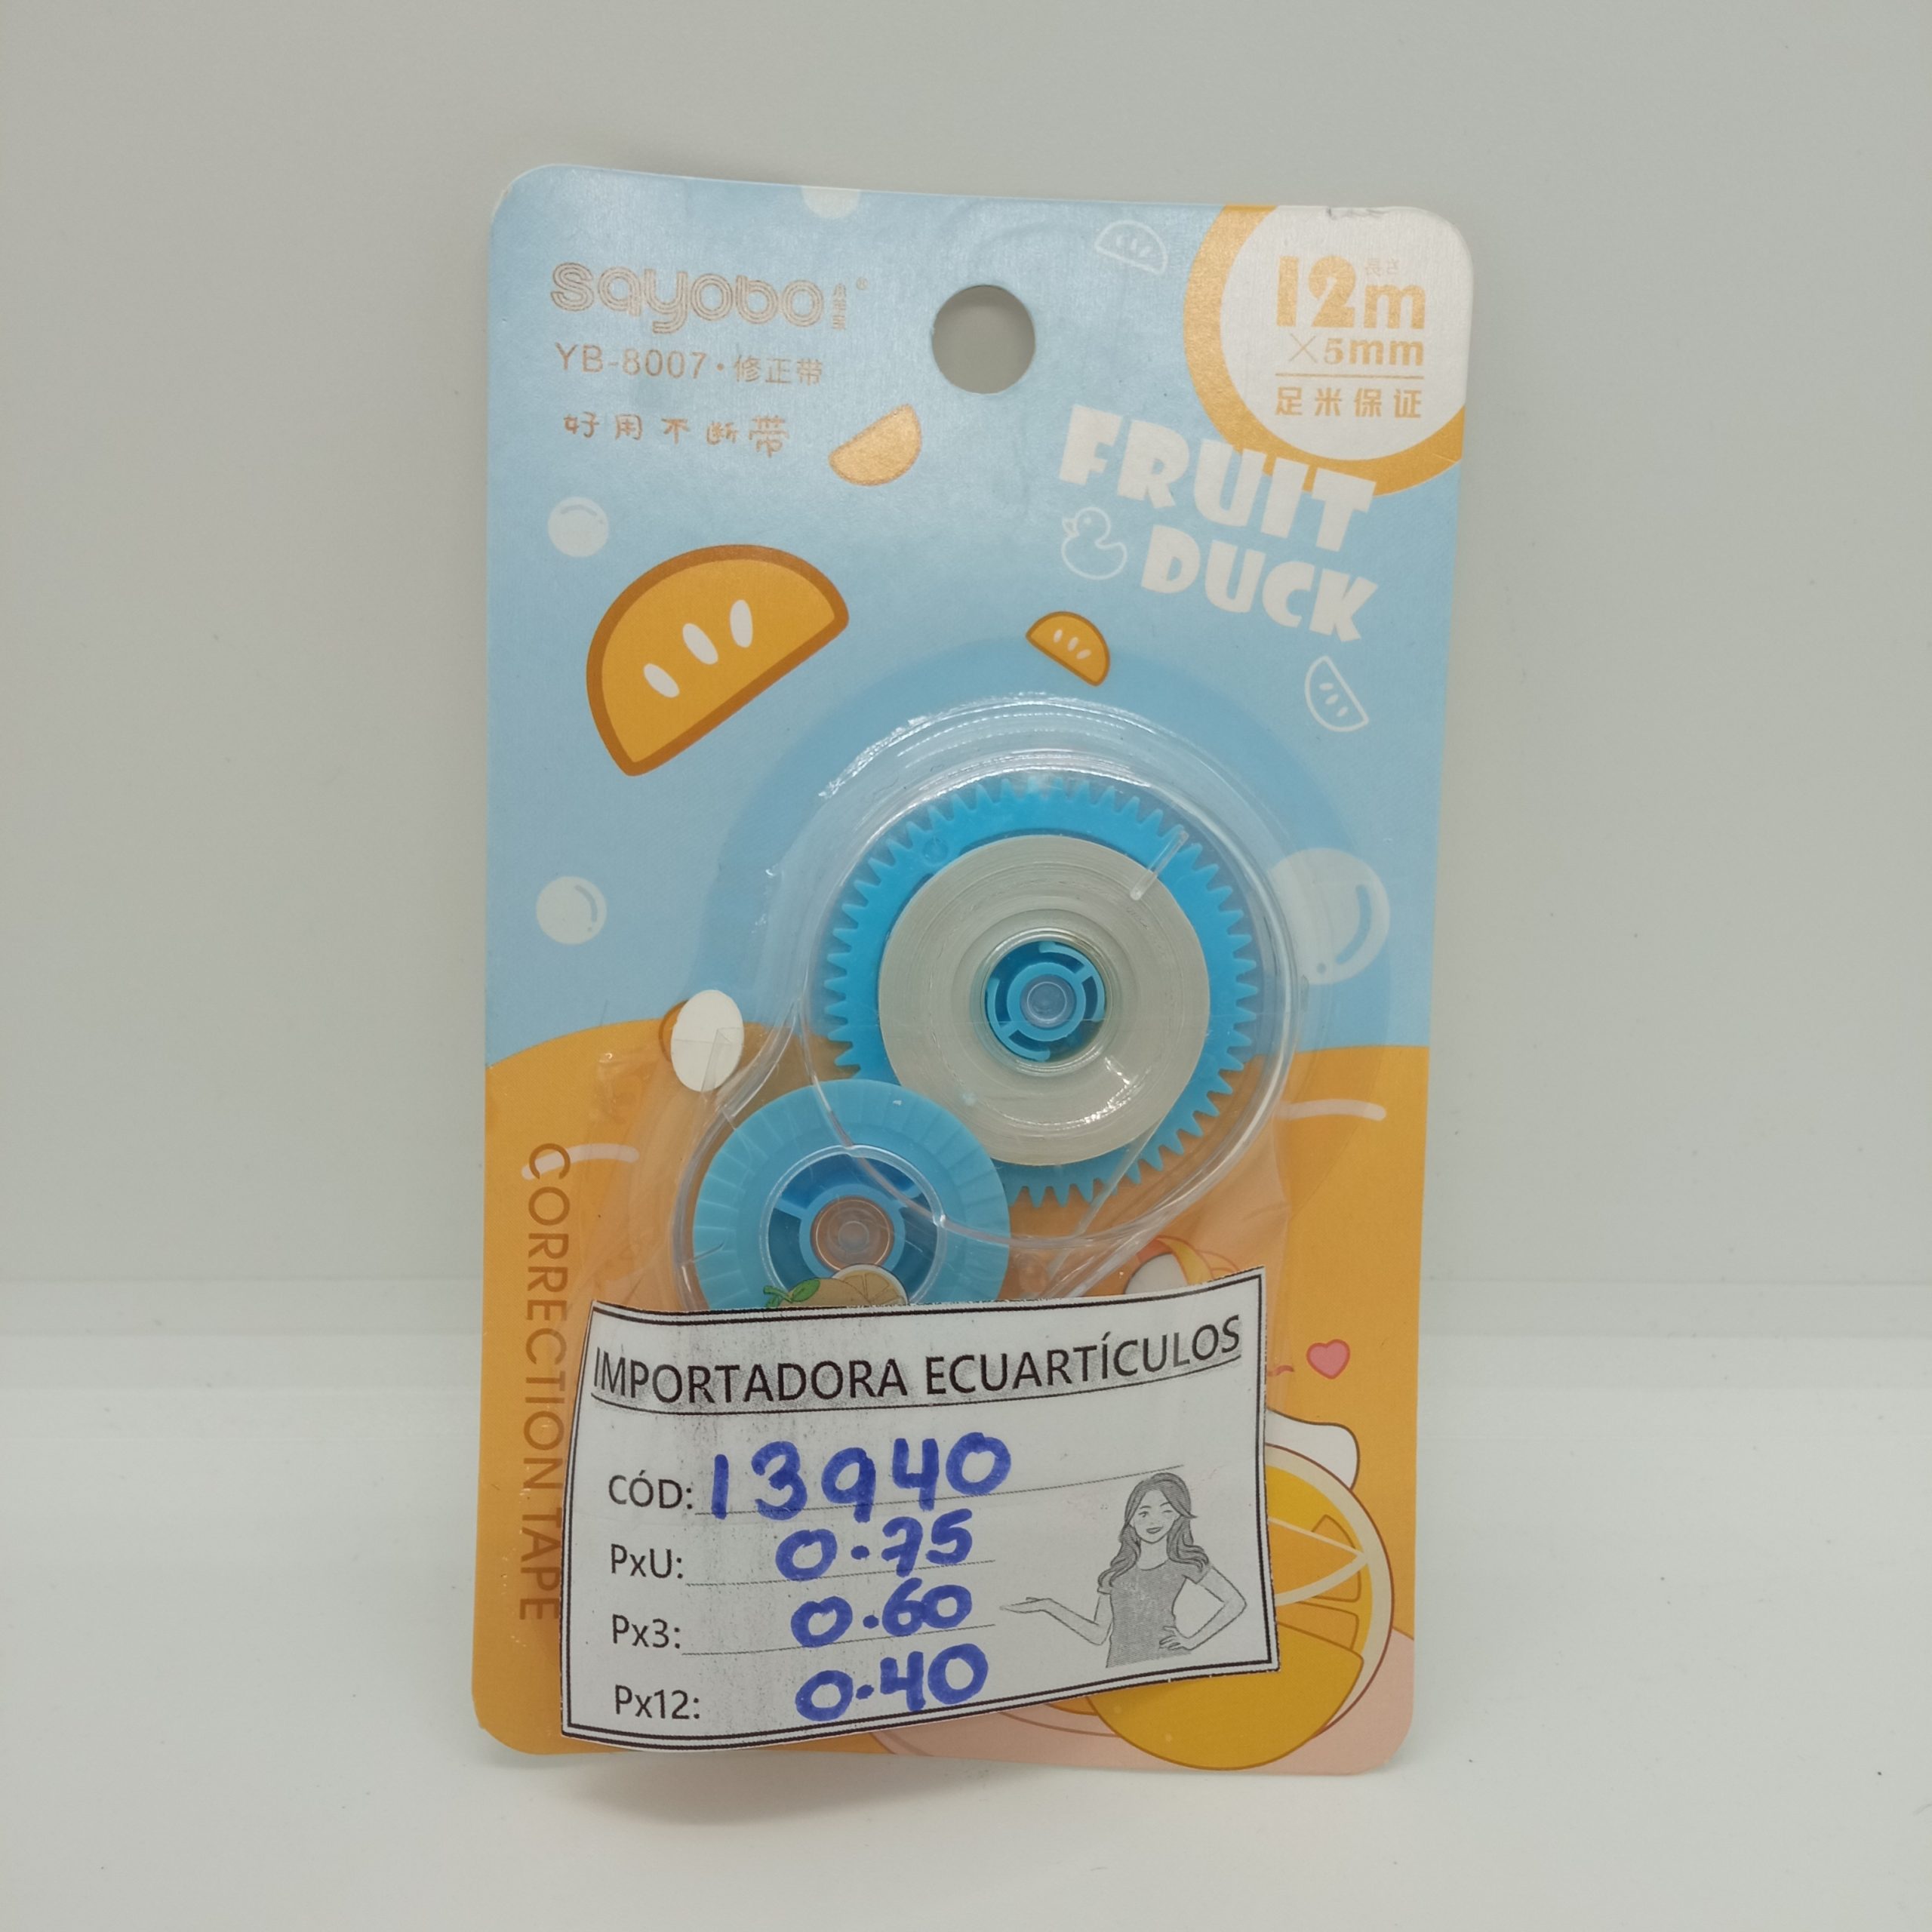 sayobo®
YB-8007·修正带
好用不断带
12m
×5mm
足米保证
FRUIT
& DUCK
CORRECTION TAPE
IMPORTADORA ECUARTÍCULOS
CÓD: 13940
PxU: 0.75
Px3: 0.60
Px12: 0.40